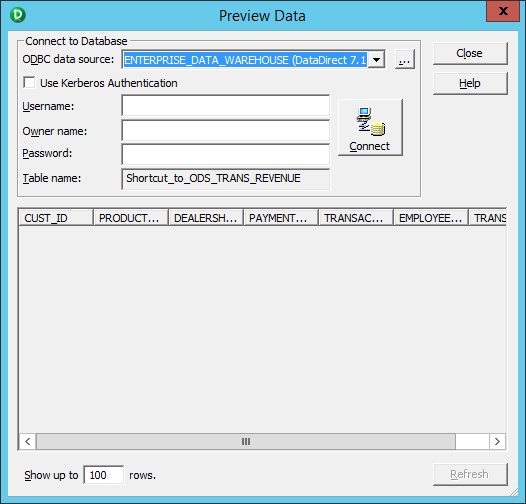 Preview Data
X
Connect to Database
ODBC data source: ENTERPRISE_DATA_WAREHOUSE (DataDirect 7.1 ...
Close
Use Kerberos Authentication
Help
Username:
Owner name:
Password:
Connect
Table name: Shortcut_to_ODS_TRANS_REVENUE
CUST_ID PRODUCT... DEALERSH... PAYMENT... TRANSAC... EMPLOYEE... TRANS
Show up to 100 rows.
Refresh